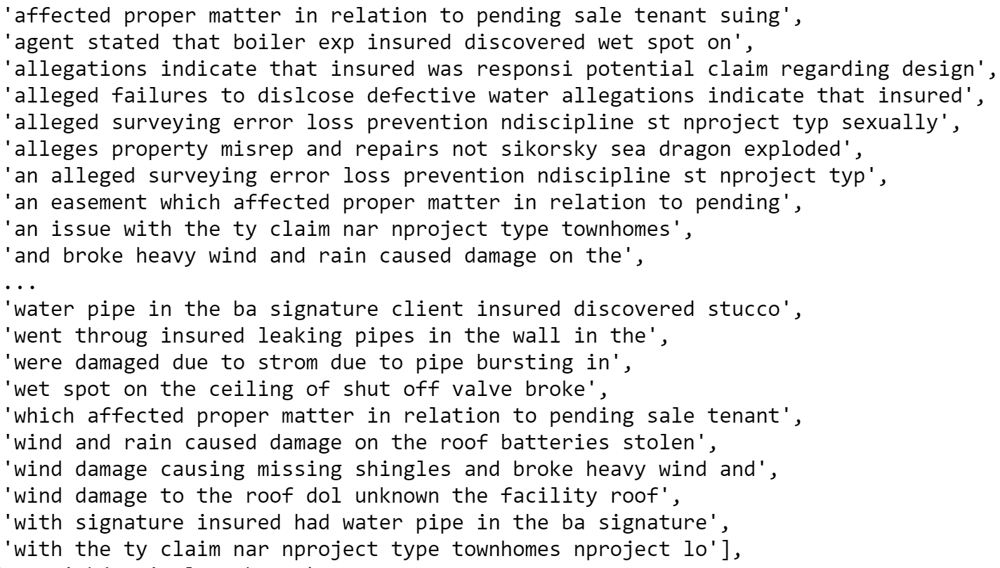 'affected proper matter in relation to pending sale tenant suing',
'agent stated that boiler exp insured discovered wet spot on',
'allegations indicate that insured was responsi potential claim regarding design',
'alleged failures to dislcose defective water allegations indicate that insured',
'alleged surveying error loss prevention ndiscipline st nproject typ sexually',
'alleges property misrep and repairs not sikorsky sea dragon exploded',
'an alleged surveying error loss prevention ndiscipline st nproject typ',
'an easement which affected proper matter in relation to pending',
'an issue with the ty claim nar nproject type townhomes',
'and broke heavy wind and rain caused damage on the',
...
'water pipe in the ba signature client insured discovered stucco',
'went throug insured leaking pipes in the wall in the',
'were damaged due to strom due to pipe bursting in',
'wet spot on the ceiling of shut off valve broke',
'which affected proper matter in relation to pending sale tenant',
'wind and rain caused damage on the roof batteries stolen',
'wind damage causing missing shingles and broke heavy wind and',
'wind damage to the roof dol unknown the facility roof',
'with signature insured had water pipe in the ba signature',
'with the ty claim nar nproject type townhomes nproject lo'],